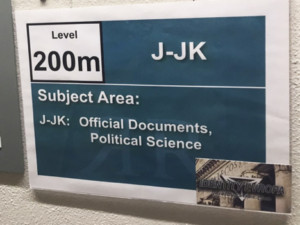 Level
200m
J-JK
Subject Area:
J-JK: Official Documents,
Political Science